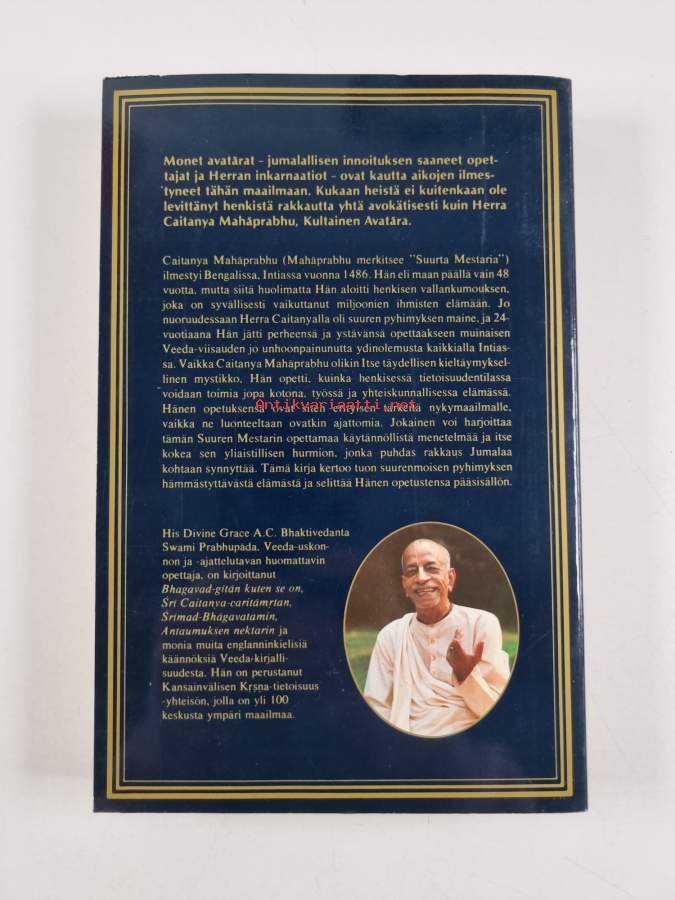 Monet avatārat – jumalallisen innoituksen saaneet opet-
tajat ja Herran inkarnaatiot – ovat kautta aikojen ilmes-
tyneet tähän maailmaan. Kukaan heistä ei kuitenkaan ole
levittänyt henkistä rakkautta yhtä avokätisesti kuin Herra
Caitanya Mahāprabhu, Kultainen Avatāra.
Caitanya Mahāprabhu (Mahāprabhu merkitsee "Suurta Mestaria")
ilmestyi Bengalissa, Intiassa vuonna 1486. Hän eli maan päällä vain 48
vuotta, mutta siitä huolimatta Hän aloitti henkisen vallankumouksen,
joka on syvällisesti vaikuttanut miljoonien ihmisten elämään. Jo
nuoruudessaan Herra Caitanyalla oli suuren pyhimyksen maine, ja 24-
vuotiaana Hän jätti perheensä ja ystävänsä opettaakseen muinaisen
Veeda-viisauden jo unhoonpainunutta ydinolemusta kaikkialla Intias-
sa. Vaikka Caitanya Mahāprabhu olikin Itse täydellisen kieltäymyksel-
linen mystikko, Hän opetti, kuinka henkisessä tietoisuudentilassa
voidaan toimia jopa kotona, työssä ja yhteiskunnallisessa elämässä.
Antikvariaatti.net
Hänen opetuksensa ovat siten erityisen tärkeitä nykymaailmalle,
vaikka ne luonteeltaan ovatkin ajattomia. Jokainen voi harjoittaa
tämän Suuren Mestarin opettamaa käytännöllistä menetelmää ja itse
kokea sen yliaistillisen hurmion, jonka puhdas rakkaus Jumalaa
kohtaan synnyttää. Tämä kirja kertoo tuon suurenmoisen pyhimyksen
hämmästyttävästä elämästä ja selittää Hänen opetustensa pääsisällön.
His Divine Grace A.C. Bhaktivedanta
Swami Prabhupāda. Veeda-uskon-
non ja -ajattelutavan huomattavin
opettaja, on kirjoittanut
Bhagavad-gītān kuten se on,
Śrī Caitanya-caritāmṛtan,
Śrīmad-Bhāgavatamin,
Antaumuksen nektarin ja
monia muita englanninkielisiä
käännöksiä Veeda-kirjalli-
suudesta. Hän on perustanut
Kansainvälisen Kṛṣṇa-tietoisuus
-yhteisön, jolla on yli 100
keskusta ympäri maailmaa.